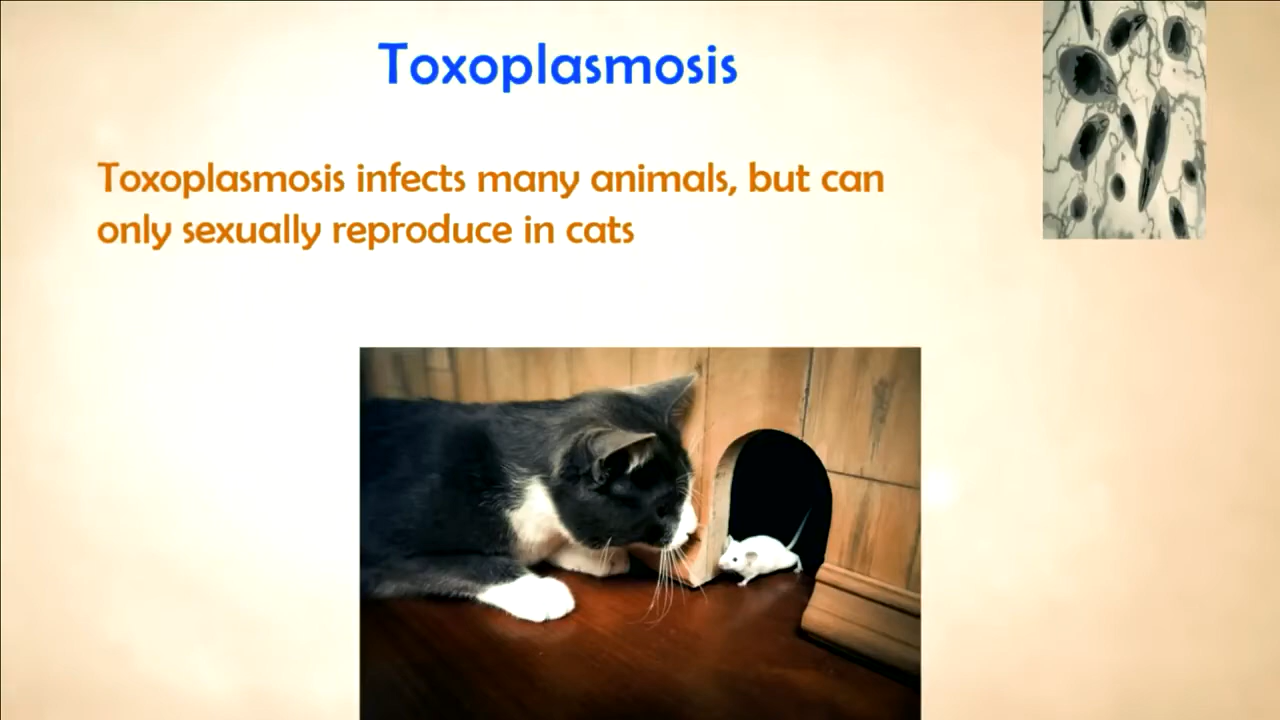 Toxoplasmosis
Toxoplasmosis infects many animals, but can
only sexually reproduce in cats